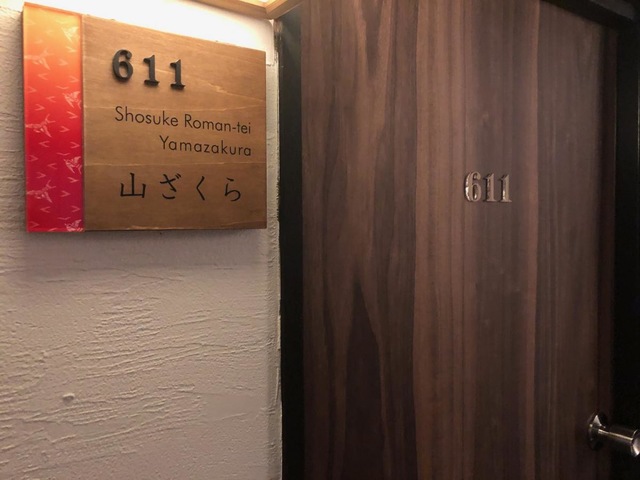 611
Shosuke Roman-tei
Yamazakura
山ざくら
611